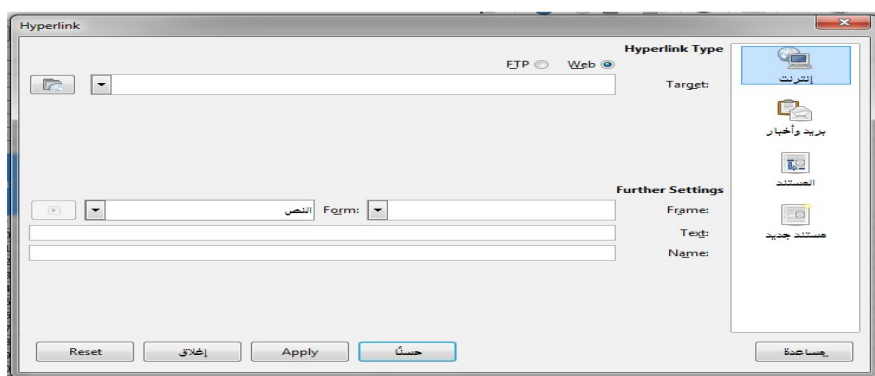 Hyperlink
Hyperlink Type
Web FTP
Target:
Further Settings
Frame: Form: النص
Text:
Name:
إنترنت
بريد وأخبار
المستند
مستند جديد
Reset إغلاق Apply حسنًا مساعدة